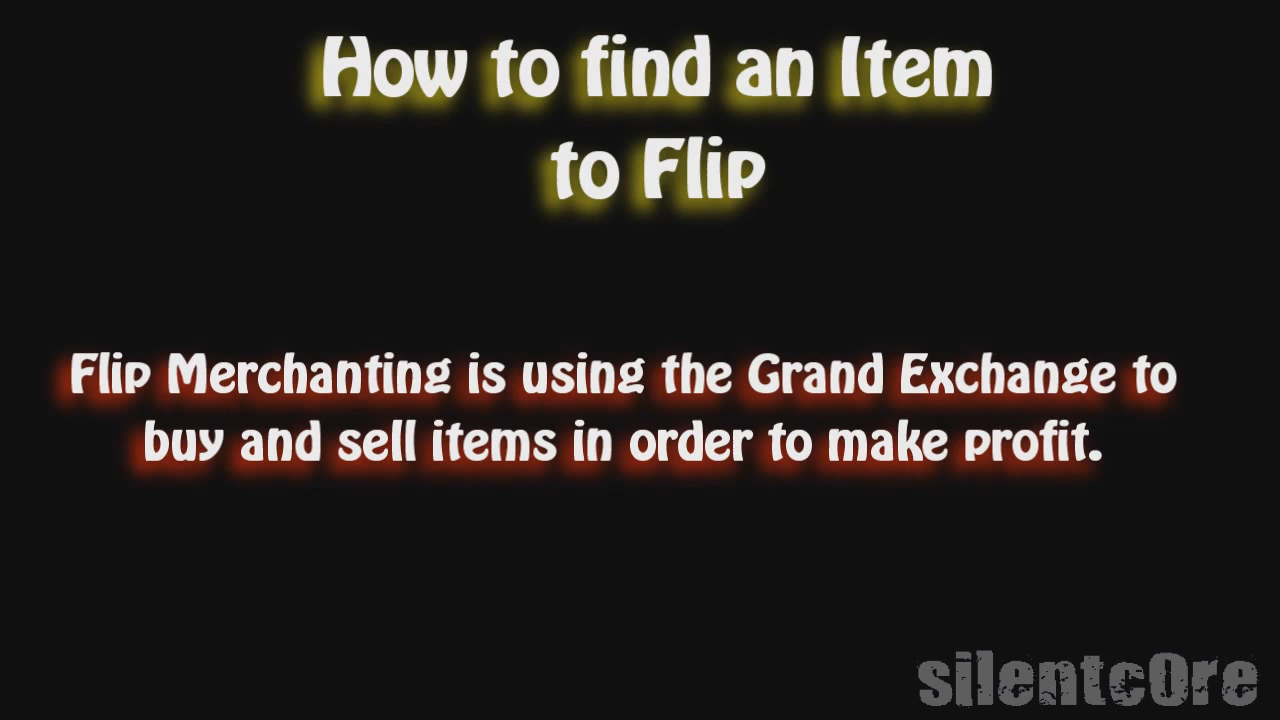 How to find an Item
to Flip
Flip Merchanting is using the Grand Exchange to
buy and sell items in order to make profit.
silentc0re